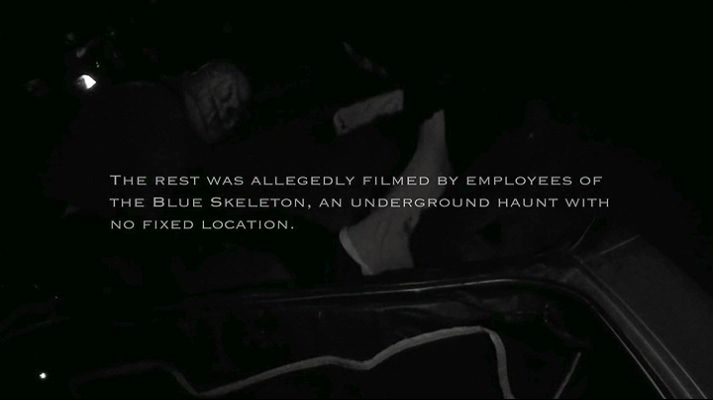 The rest was allegedly filmed by employees of
the Blue Skeleton, an underground haunt with
no fixed location.